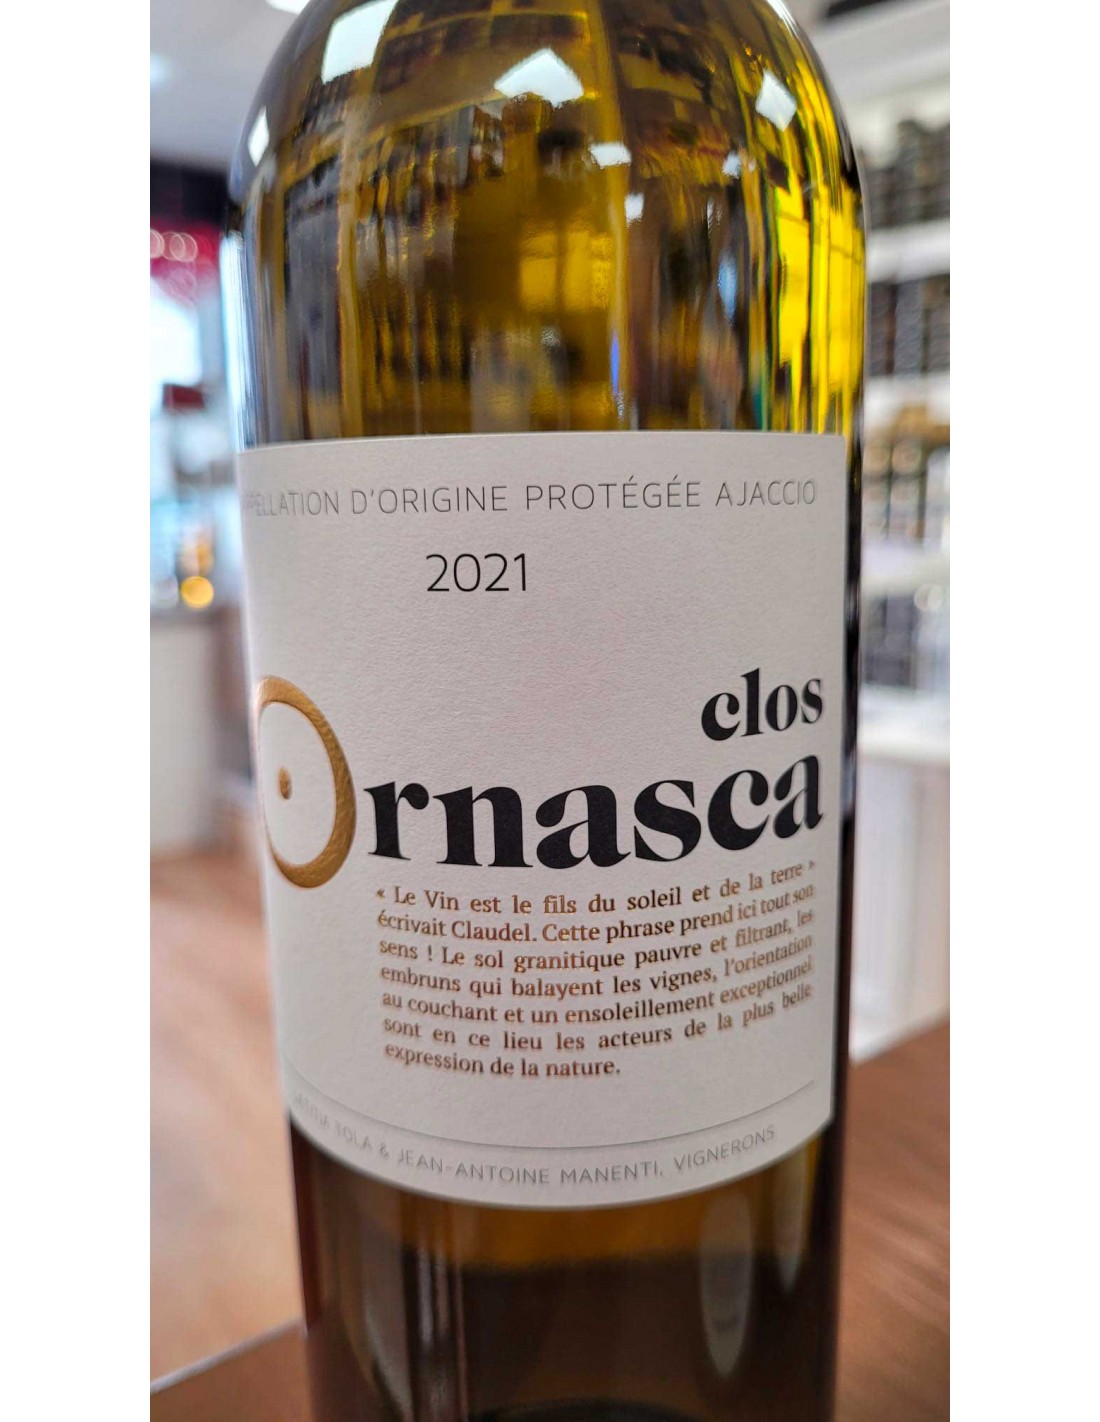 APPELLATION D'ORIGINE PROTÉGÉE AJACCIO
2021
clos
Ornasca
« Le Vin est le fils du soleil et de la terre »
écrivait Claudel. Cette phrase prend ici tout son
sens ! Le sol granitique pauvre et filtrant, les
embruns qui balayent les vignes, l'orientation
au couchant et un ensoleillement exceptionnel
sont en ce lieu les acteurs de la plus belle
expression de la nature.
TOLA & JEAN-ANTOINE MANENTI, VIGNERONS